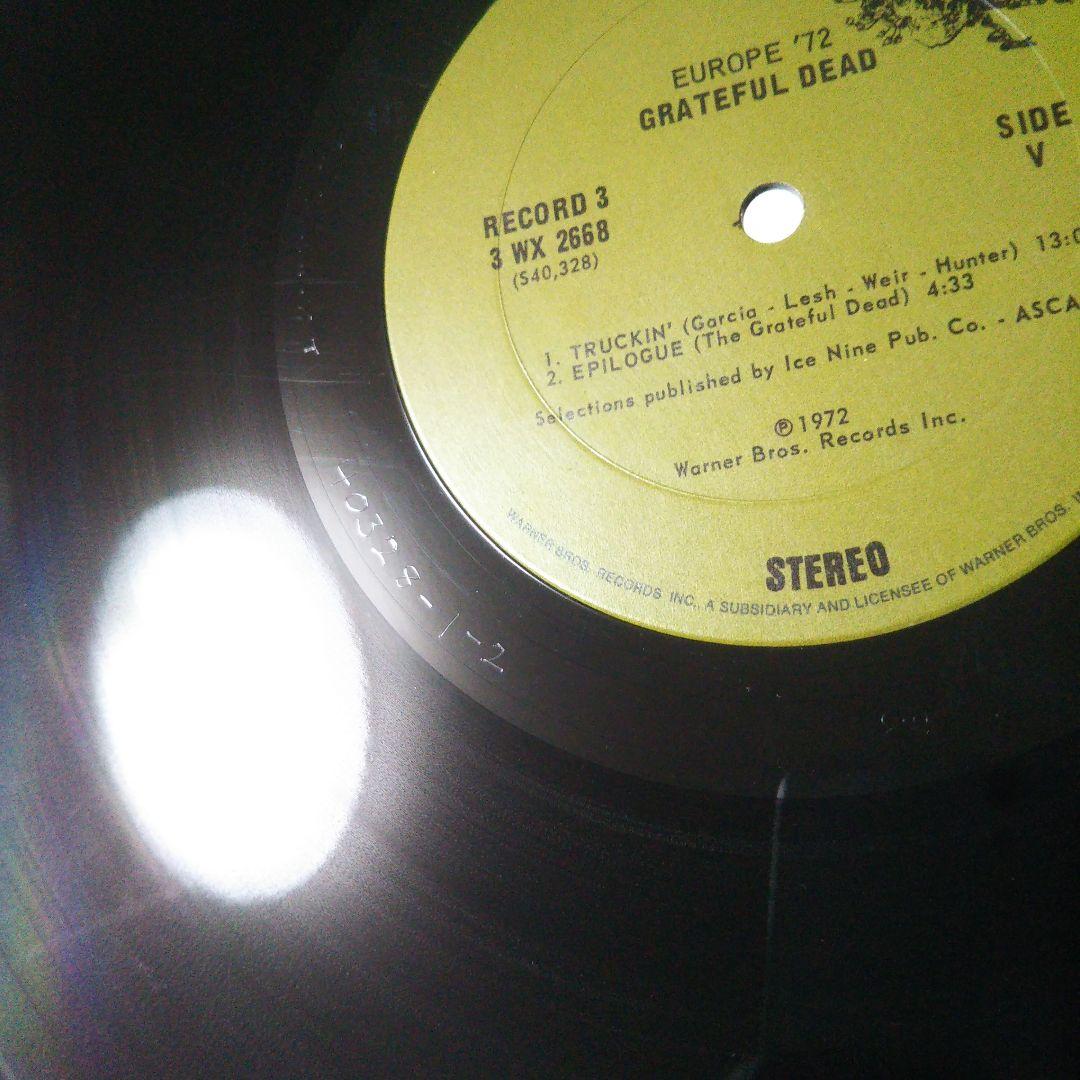 EUROPE '72
GRATEFUL DEAD
SIDE
V
RECORD 3
3 WX 2668
(S40,328)
1. TRUCKIN' (Garcia - Lesh - Weir - Hunter) 13:0
2. EPILOGUE (The Grateful Dead) 4:33
Selections published by Ice Nine Pub. Co. - ASCA
℗ 1972
Warner Bros. Records Inc.
STEREO
WARNER BROS. RECORDS INC., A SUBSIDIARY AND LICENSEE OF WARNER BROS.
40328-1-2